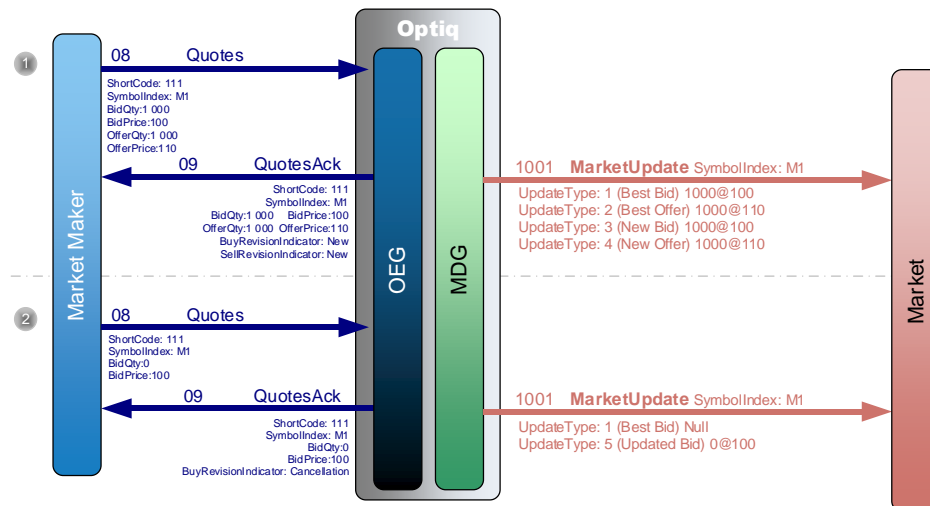 Optiq
1
08 Quotes
ShortCode: 111
SymbolIndex: M1
BidQty:1 000
BidPrice:100
OfferQty:1 000
OfferPrice:110
09 QuotesAck
ShortCode: 111
SymbolIndex: M1
BidQty:1 000 BidPrice:100
OfferQty:1 000 OfferPrice:110
BuyRevisionIndicator: New
SellRevisionIndicator: New
1001 MarketUpdate SymbolIndex: M1
UpdateType: 1 (Best Bid) 1000@100
UpdateType: 2 (Best Offer) 1000@110
UpdateType: 3 (New Bid) 1000@100
UpdateType: 4 (New Offer) 1000@110
Market Maker
OEG
MDG
Market
2
08 Quotes
ShortCode: 111
SymbolIndex: M1
BidQty:0
BidPrice:100
09 QuotesAck
ShortCode: 111
SymbolIndex: M1
BidQty:0
BidPrice:100
BuyRevisionIndicator: Cancellation
1001 MarketUpdate SymbolIndex: M1
UpdateType: 1 (Best Bid) Null
UpdateType: 5 (Updated Bid) 0@100